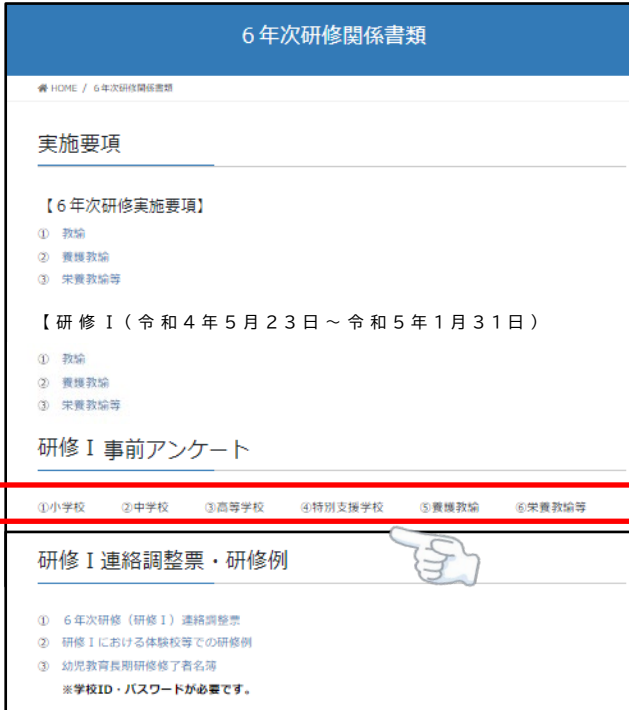 6年次研修関係書類
HOME / 6年次研修関係書類
実施要項
【6年次研修実施要項】
① 教諭
② 養護教諭
③ 栄養教諭等
【研修Ⅰ(令和4年5月23日~令和5年1月31日)
① 教諭
② 養護教諭
③ 栄養教諭等
研修Ⅰ事前アンケート
①小学校 ②中学校 ③高等学校 ④特別支援学校 ⑤養護教諭 ⑥栄養教諭等
研修Ⅰ連絡調整票・研修例
① 6年次研修(研修Ⅰ)連絡調整票
② 研修Ⅰにおける体験校等での研修例
③ 幼児教育長期研修修了者名簿
※学校ID・パスワードが必要です。